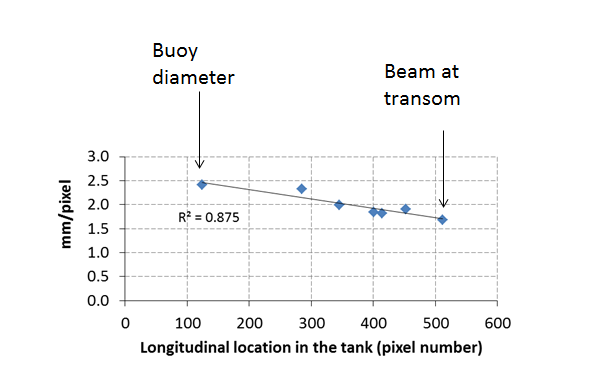 Buoy
diameter
Beam at
transom
3.0
2.5
2.0
1.5
1.0
0.5
0.0
mm/pixel
R² = 0.875
0 100 200 300 400 500 600
Longitudinal location in the tank (pixel number)